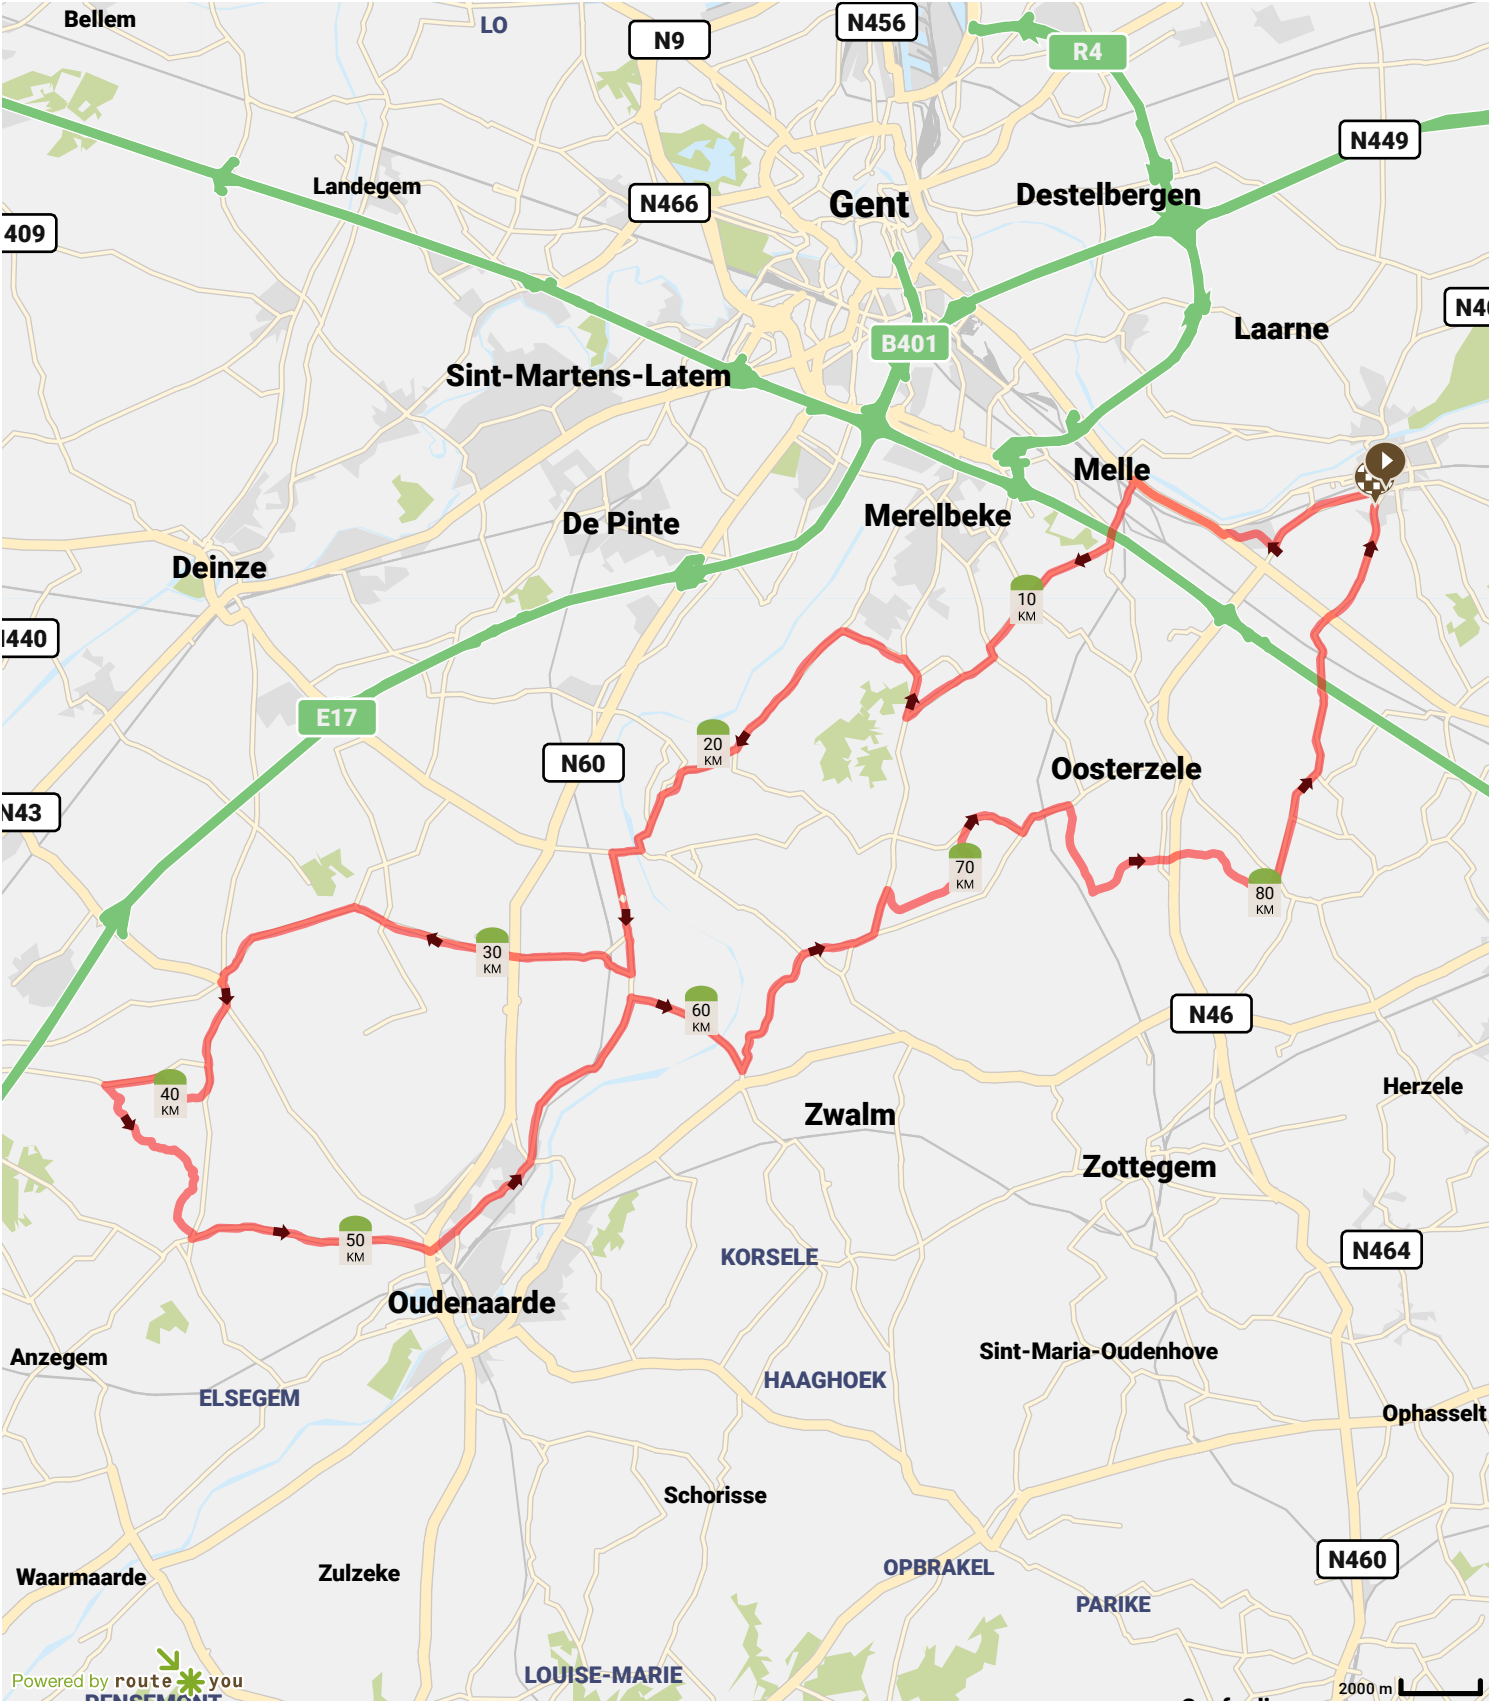 Bellem
LO
N9
N456
R4
N449
Landegem
N466
Gent
Destelbergen
409
N4
Laarne
B401
Sint-Martens-Latem
Melle
De Pinte
Merelbeke
Deinze
10
KM
440
E17
20
KM
N60
Oosterzele
N43
70
KM
80
KM
30
KM
60
KM
N46
40
KM
Herzele
Zwalm
Zottegem
50
KM
KORSELE
N464
Oudenaarde
Anzegem
Sint-Maria-Oudenhove
HAAGHOEK
ELSEGEM
Ophasselt
Schorisse
N460
Waarmaarde
Zulzeke
OPBRAKEL
PARIKE
LOUISE-MARIE
Powered by route you
2000 m